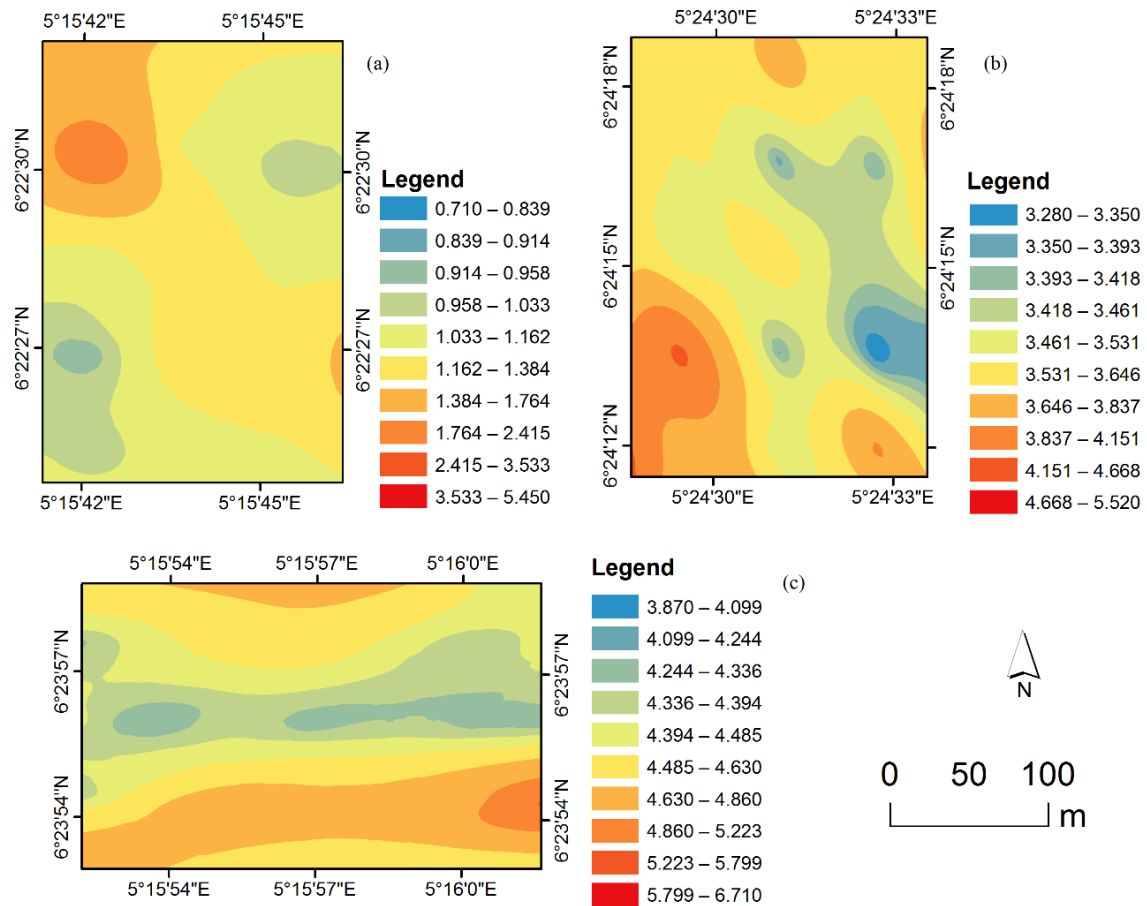 5°15'42"E 5°15'45"E
(a)
6°22'30"N
6°22'30"N
6°22'27"N
6°22'27"N
5°15'42"E 5°15'45"E
Legend
0.710 – 0.839
0.839 – 0.914
0.914 – 0.958
0.958 – 1.033
1.033 – 1.162
1.162 – 1.384
1.384 – 1.764
1.764 – 2.415
2.415 – 3.533
3.533 – 5.450
5°24'30"E 5°24'33"E
(b)
6°24'18"N
6°24'18"N
6°24'15"N
6°24'15"N
6°24'12"N
5°24'30"E 5°24'33"E
Legend
3.280 – 3.350
3.350 – 3.393
3.393 – 3.418
3.418 – 3.461
3.461 – 3.531
3.531 – 3.646
3.646 – 3.837
3.837 – 4.151
4.151 – 4.668
4.668 – 5.520
5°15'54"E 5°15'57"E 5°16'0"E
(c)
6°23'57"N
6°23'57"N
6°23'54"N
6°23'54"N
5°15'54"E 5°15'57"E 5°16'0"E
Legend
3.870 – 4.099
4.099 – 4.244
4.244 – 4.336
4.336 – 4.394
4.394 – 4.485
4.485 – 4.630
4.630 – 4.860
4.860 – 5.223
5.223 – 5.799
5.799 – 6.710
N
0 50 100
m